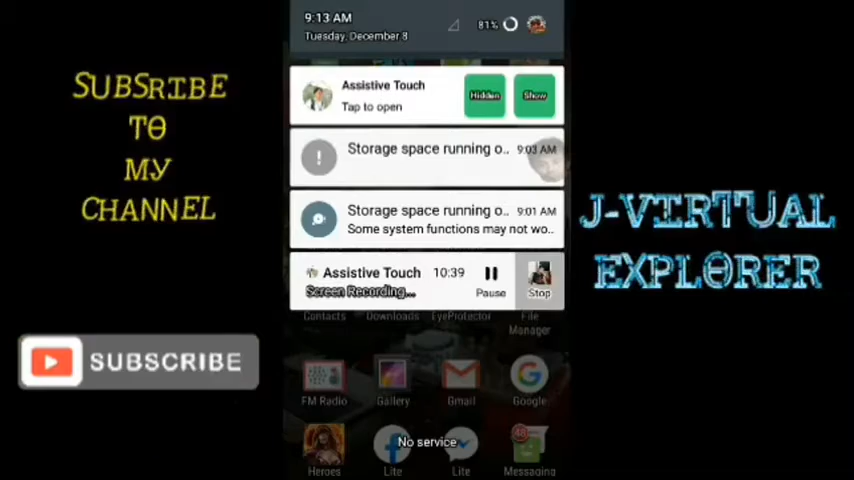 SUBSRIBE
TO
MY
CHANNEL
SUBSCRIBE
9:13 AM
Tuesday, December 8
81%
Assistive Touch
Tap to open
Hidden
Show
Storage space running o..
9:03 AM
Storage space running o..
9:01 AM
Some system functions may not wo..
Assistive Touch
10:39
Screen Recording...
Pause
Stop
Contacts
Downloads
EyeProtector
File
Manager
FM Radio
Gallery
Gmail
Google
No service
48
Heroes
Lite
Lite
Messaging
J-VIRTUAL
EXPLORER